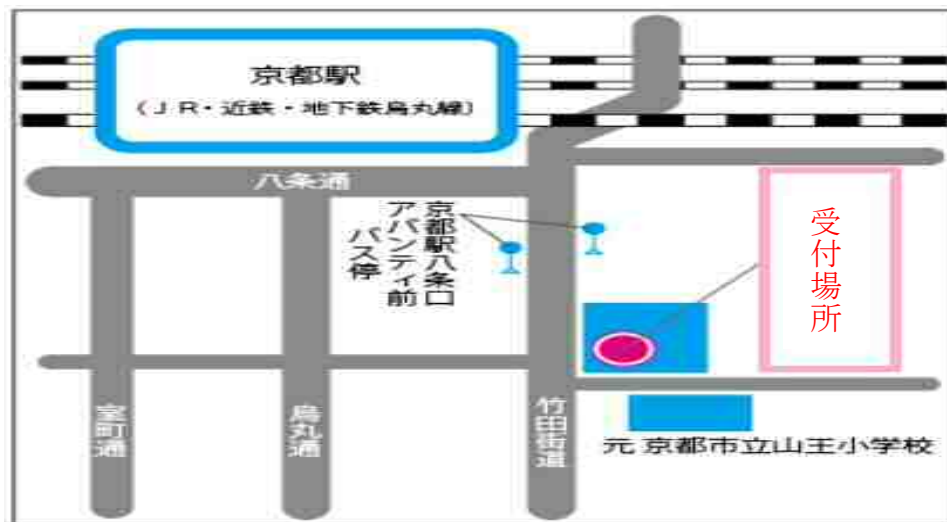 京都駅
(JR・近鉄・地下鉄烏丸線)
八条通
京都駅八条口
アバンティ前
バス停
受付場所
室町通
烏丸通
竹田街道
元 京都市立山王小学校